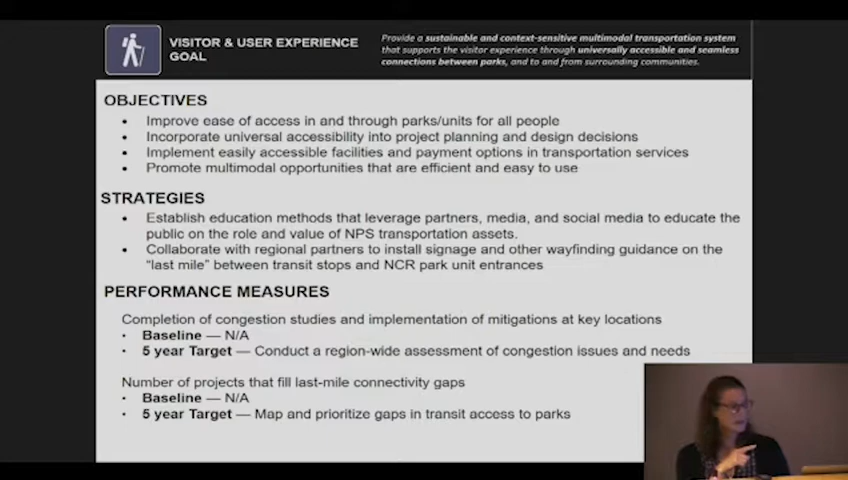 VISITOR & USER EXPERIENCE
GOAL
Provide a sustainable and context-sensitive multimodal transportation system
that supports the visitor experience through universally accessible and seamless
connections between parks, and to and from surrounding communities.
OBJECTIVES
• Improve ease of access in and through parks/units for all people
• Incorporate universal accessibility into project planning and design decisions
• Implement easily accessible facilities and payment options in transportation services
• Promote multimodal opportunities that are efficient and easy to use
STRATEGIES
• Establish education methods that leverage partners, media, and social media to educate the
public on the role and value of NPS transportation assets.
• Collaborate with regional partners to install signage and other wayfinding guidance on the
“last mile” between transit stops and NCR park unit entrances
PERFORMANCE MEASURES
Completion of congestion studies and implementation of mitigations at key locations
• Baseline — N/A
• 5 year Target — Conduct a region-wide assessment of congestion issues and needs
Number of projects that fill last-mile connectivity gaps
• Baseline — N/A
• 5 year Target — Map and prioritize gaps in transit access to parks